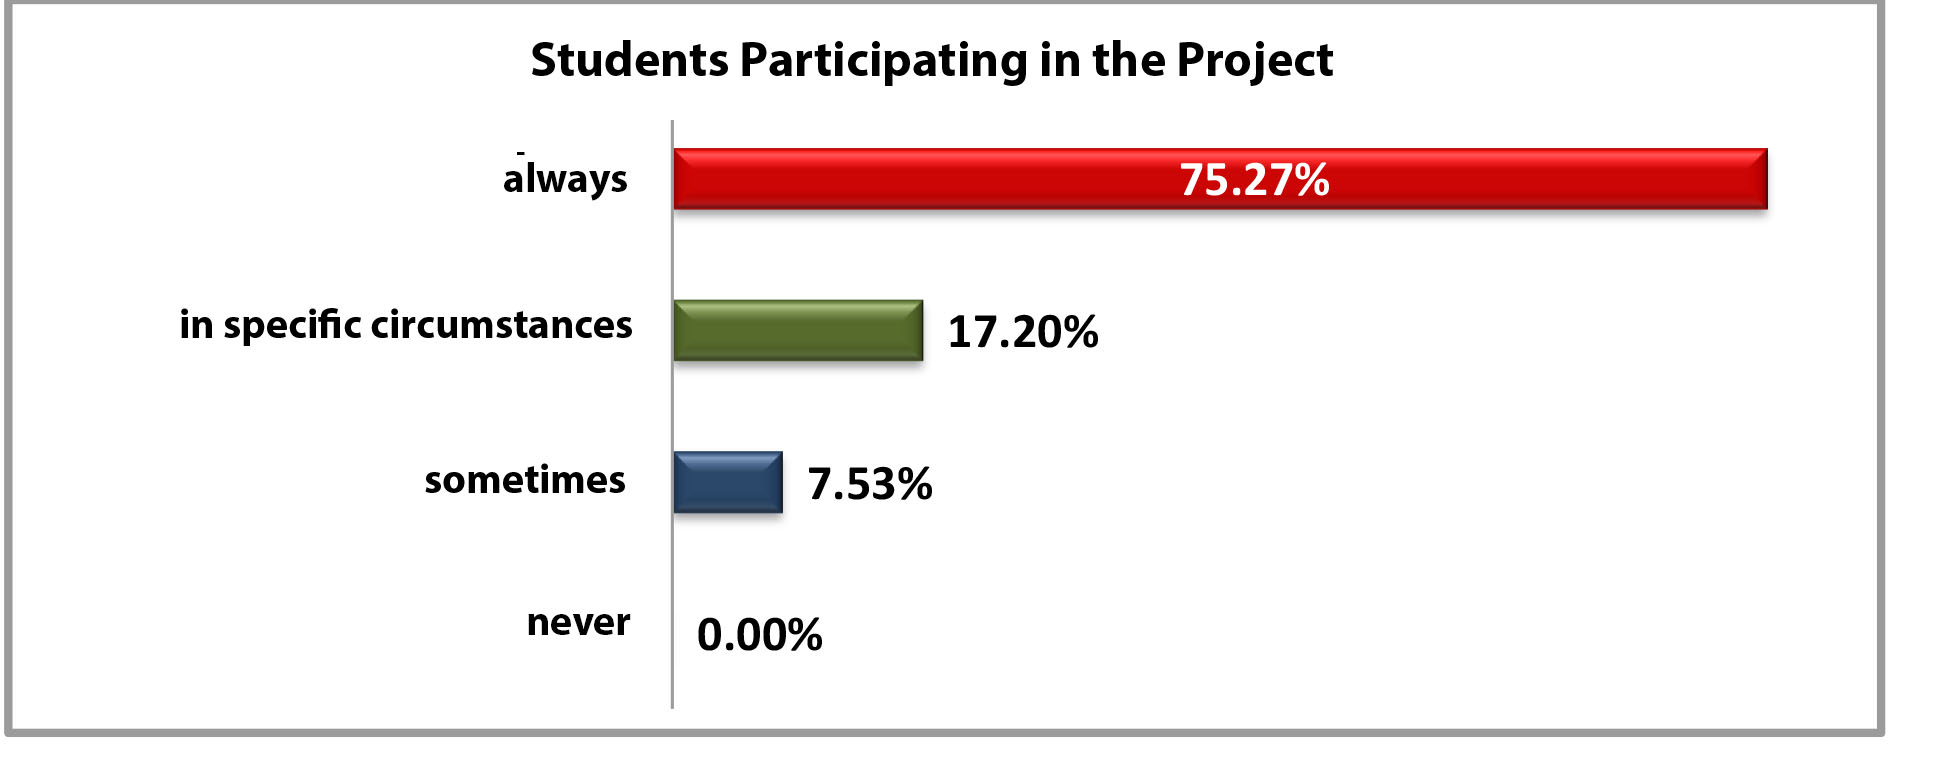 Students Participating in the Project
always
75.27%
in specific circumstances
17.20%
sometimes
7.53%
never
0.00%